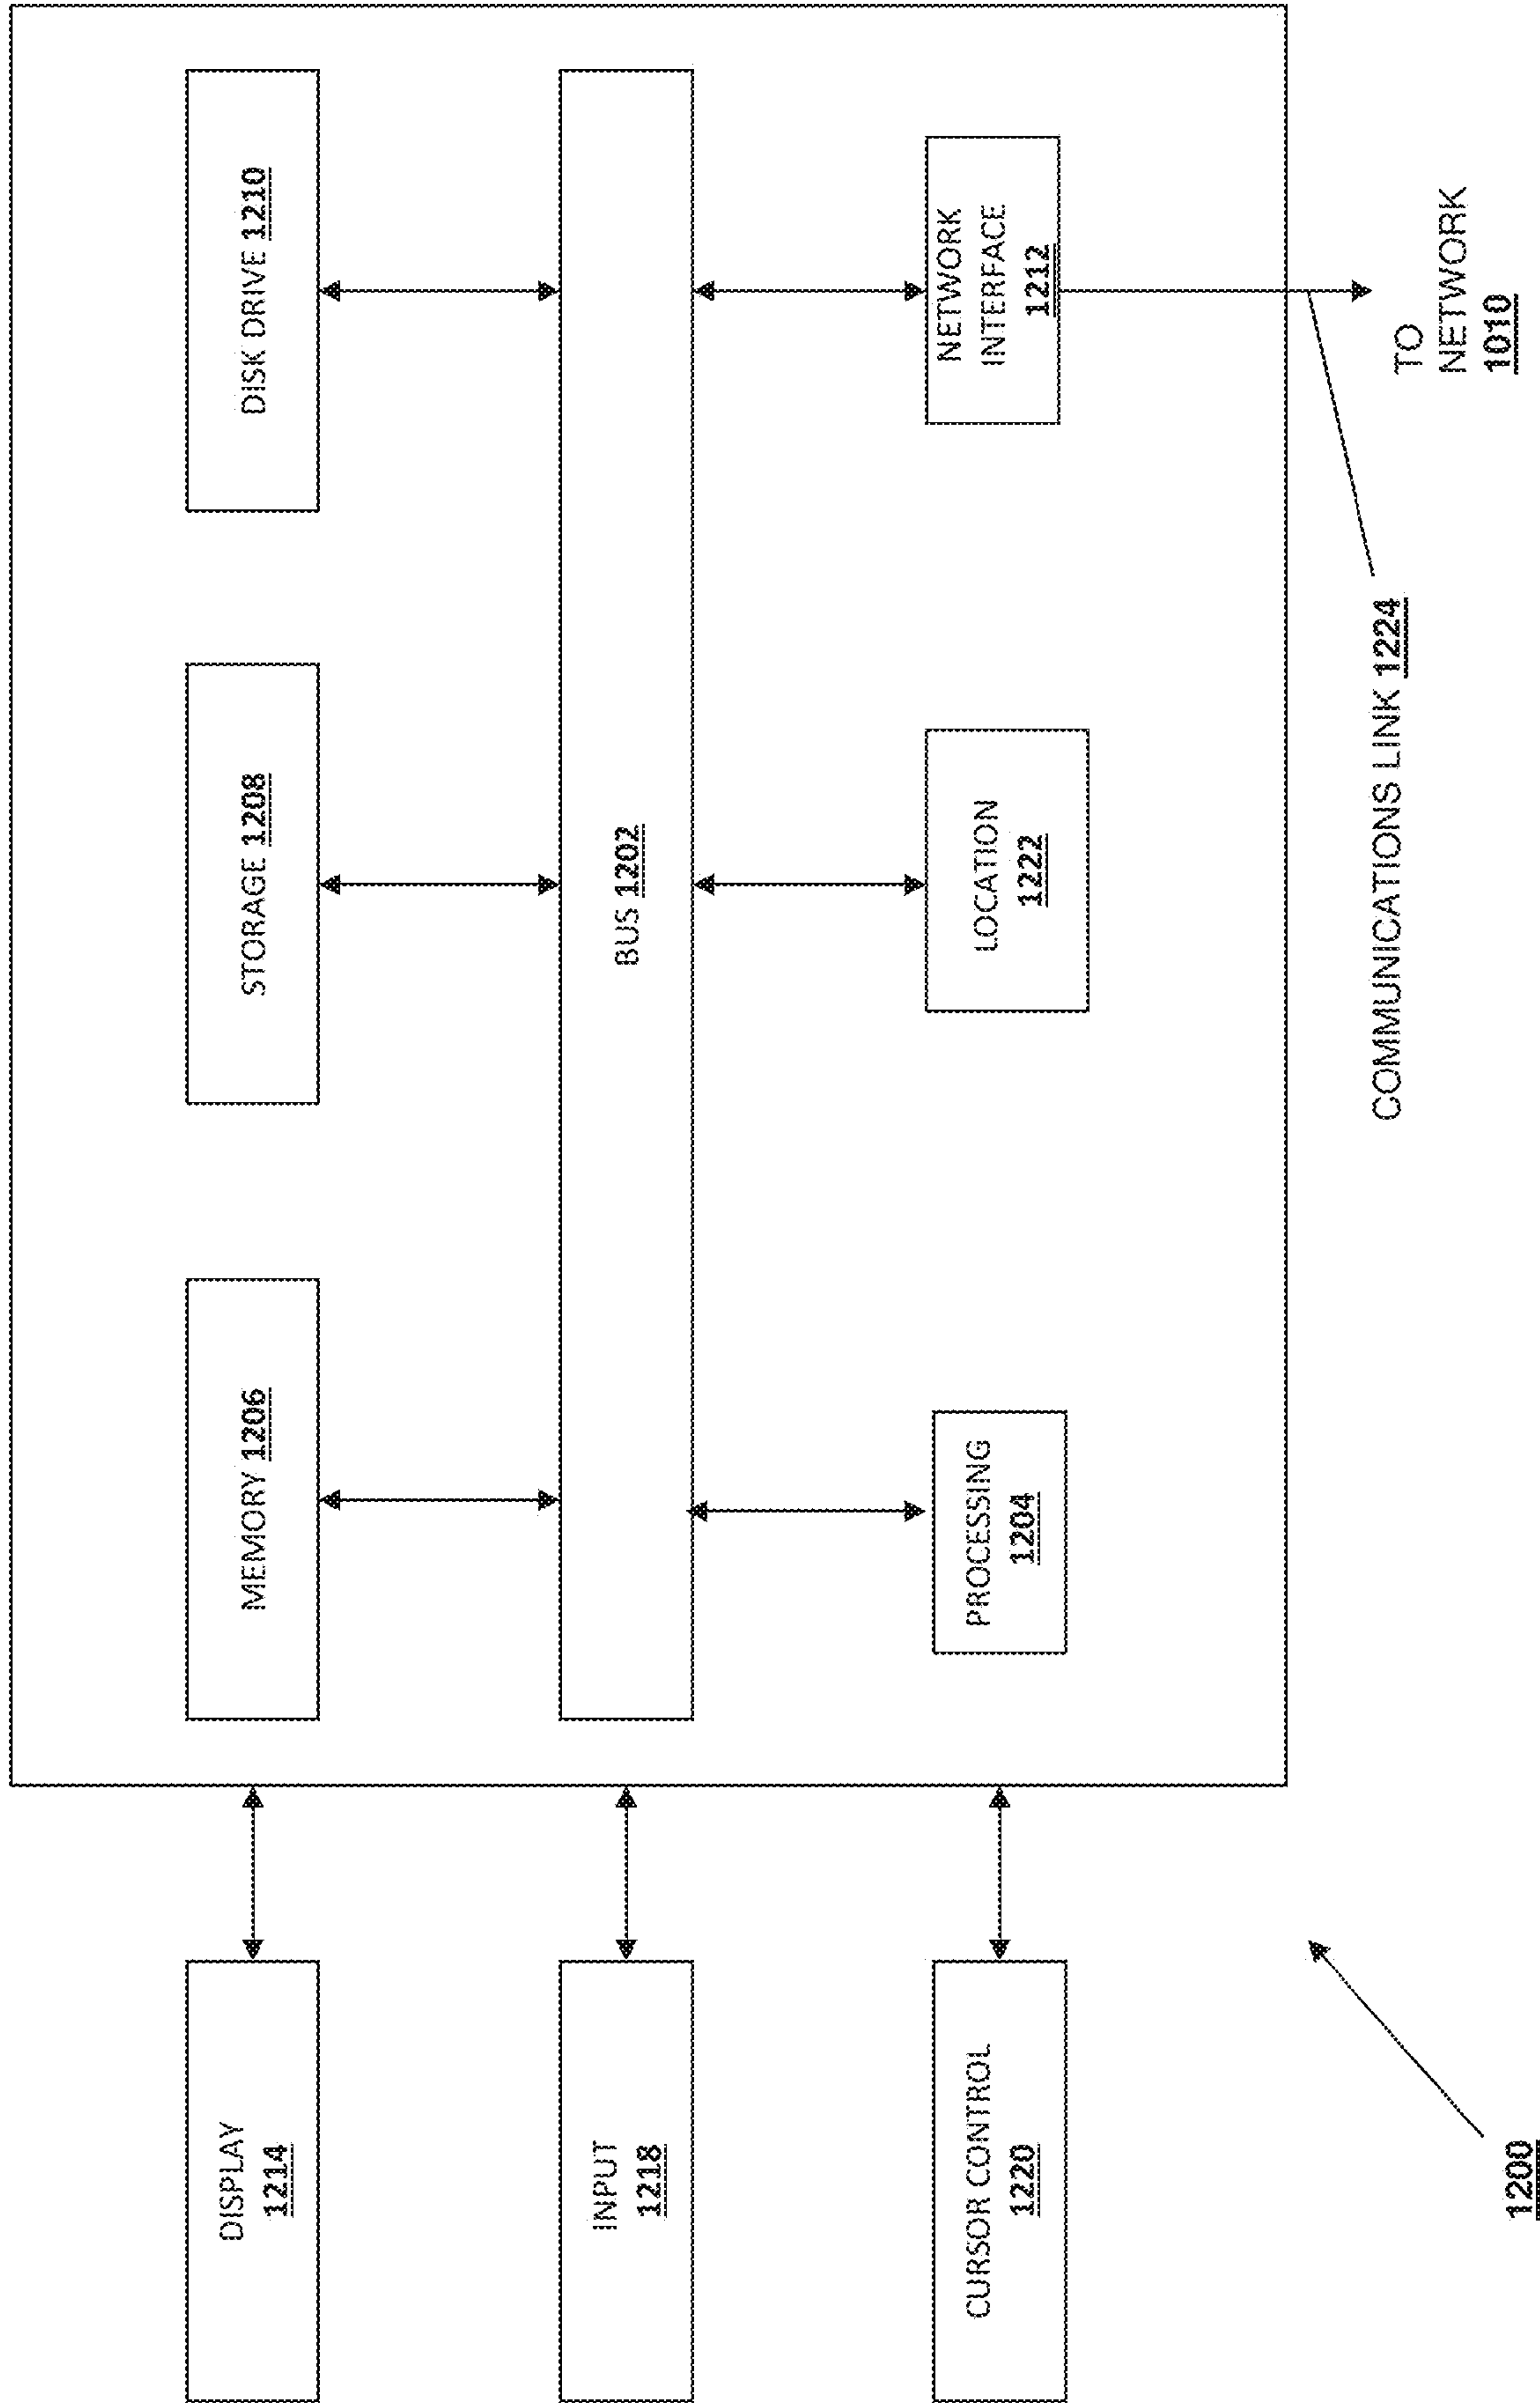 DISPLAY
1214
MEMORY 1206
STORAGE 1208
DISK DRIVE 1210
INPUT
1218
BUS 1202
CURSOR CONTROL
1220
PROCESSING
1204
LOCATION
1222
NETWORK
INTERFACE
1212
COMMUNICATIONS LINK 1224
TO
NETWORK
1010
1200